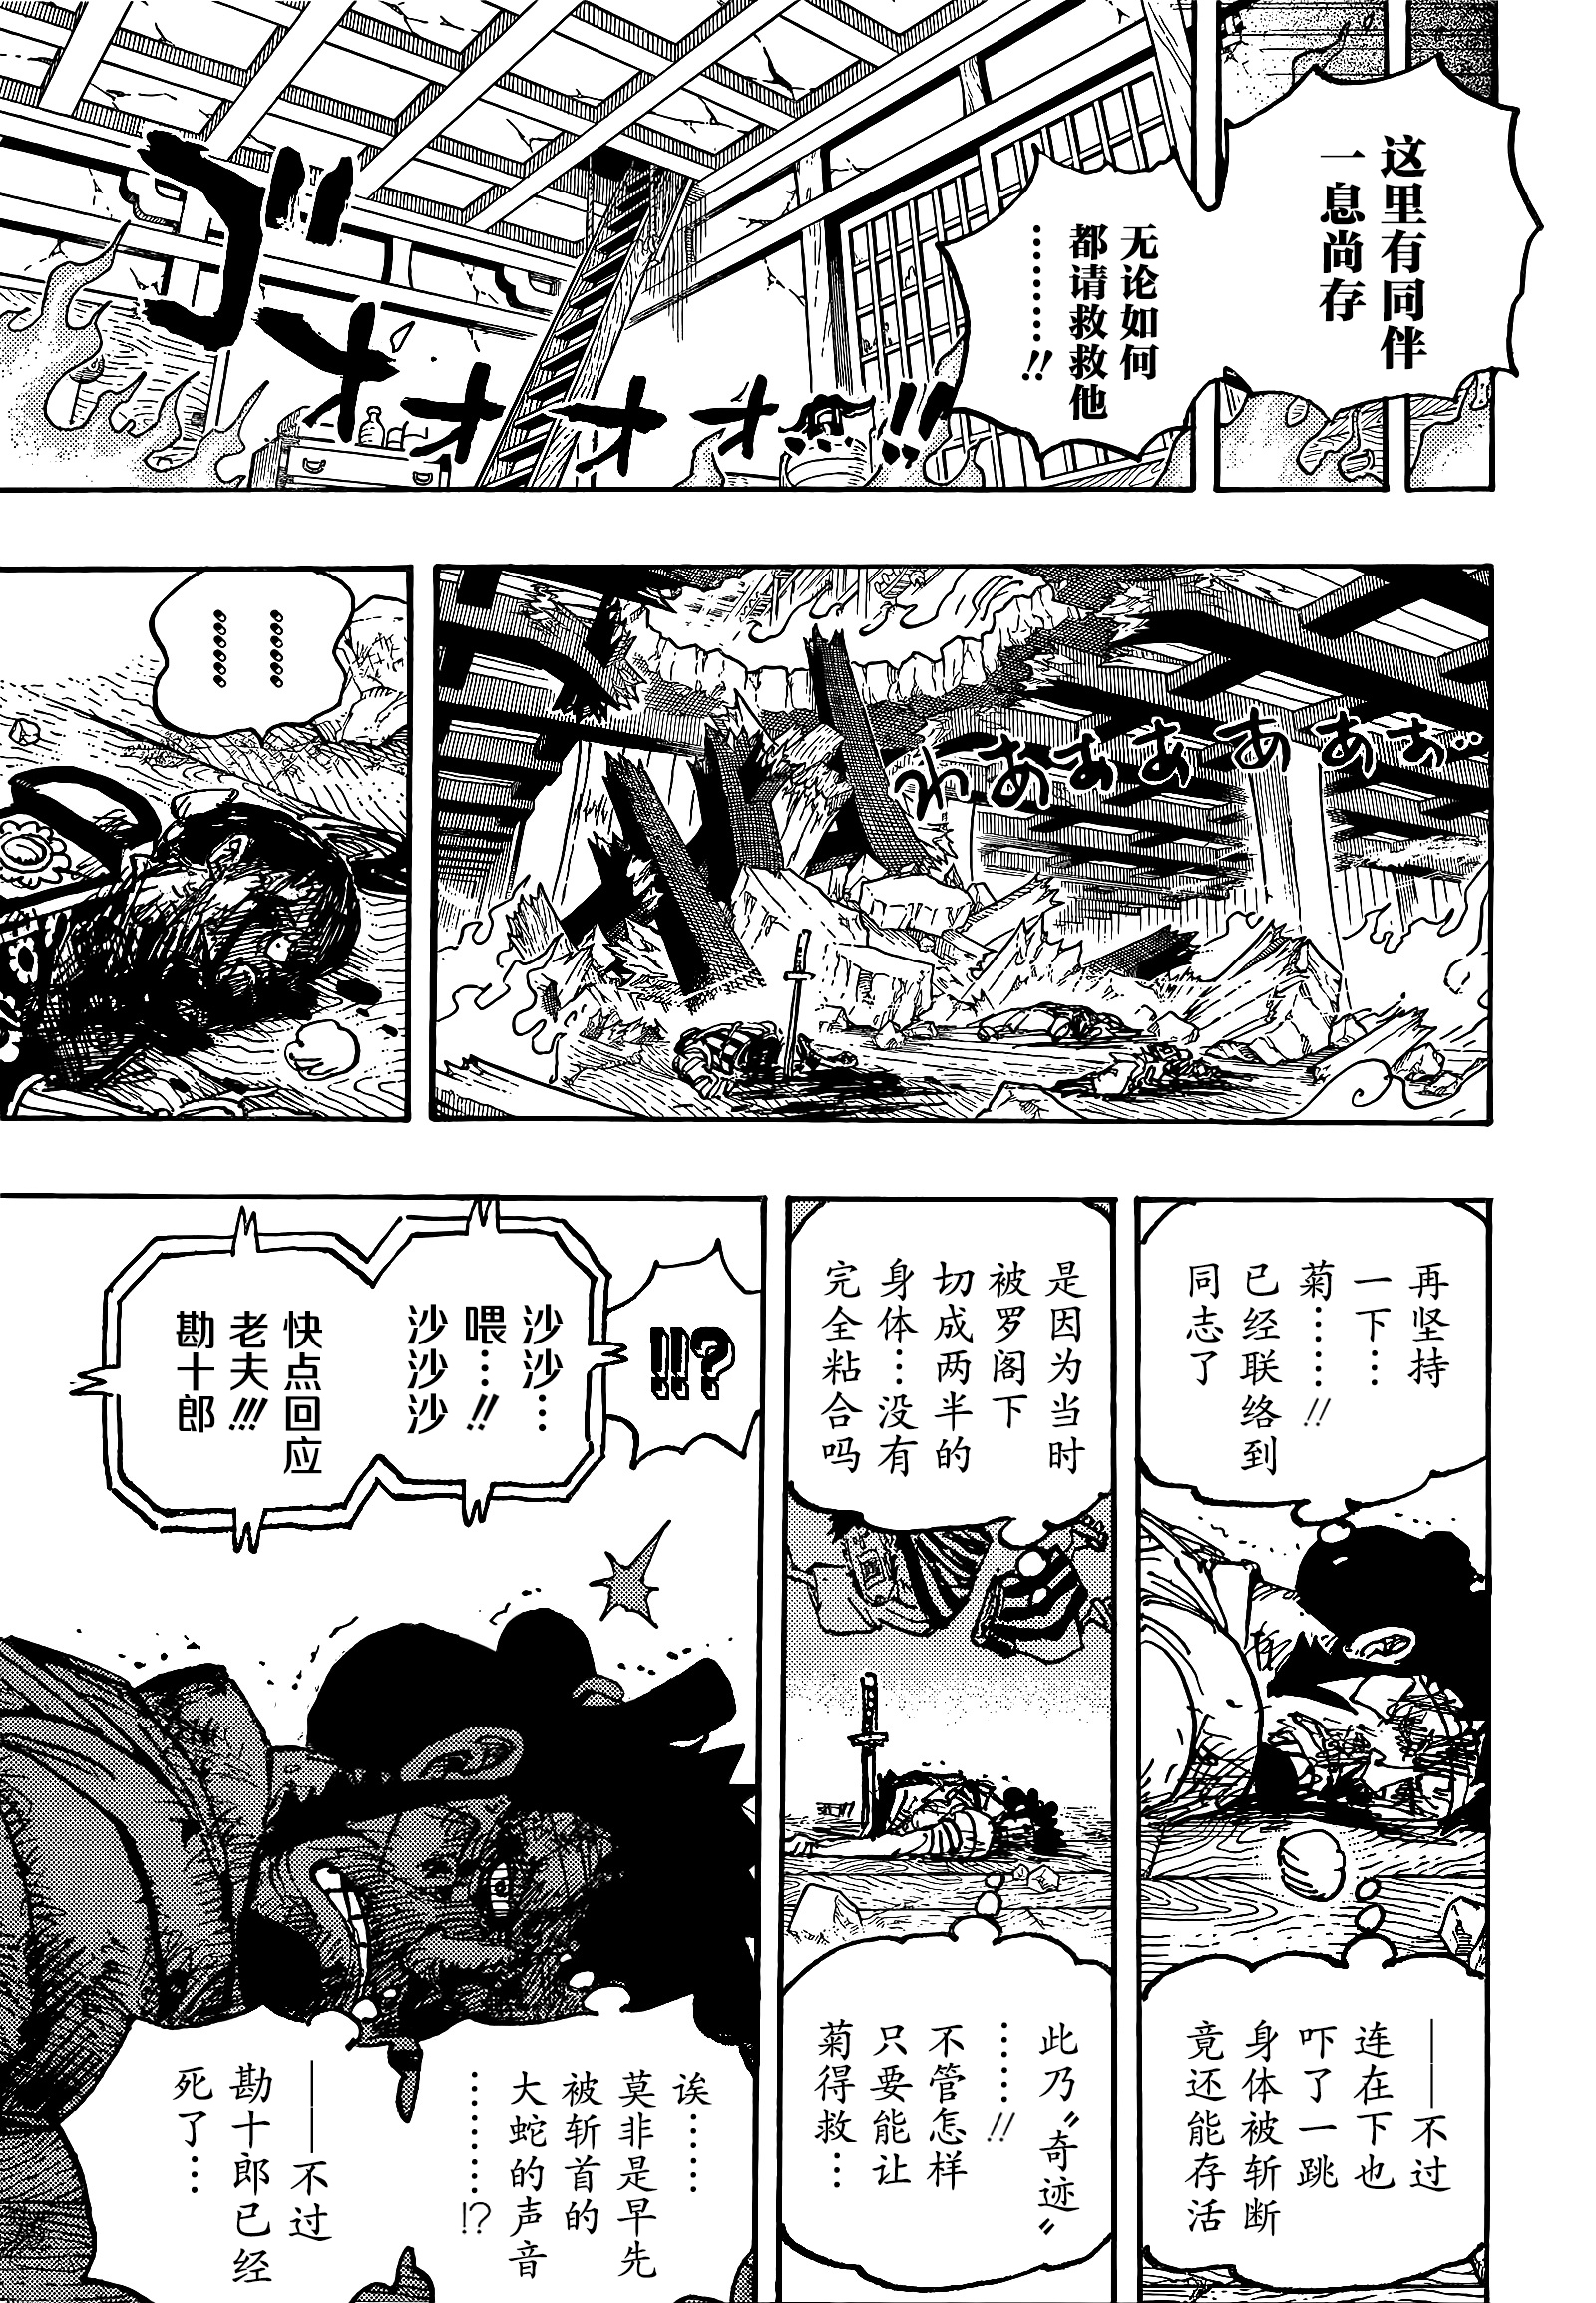 这里有同伴
一息尚存
无论如何
都请救救他
………!!
ゴオオオオオオ!!
わあああああああ…
……
……
再坚持
一下…
菊……!!
已经联络到
同志了
——不过
连在下也
吓了一跳
身体被斩断
竟还能存活
是因为当时
被罗阁下
切成两半的
身体…没有
完全粘合吗
此乃“奇迹”
……!!
不管怎样
只要能让
菊得救…
!!?
沙沙…
喂…!!
沙沙沙
快点回应
老夫!!!
勘十郎
诶……
莫非是早先
被斩首的
大蛇的声音
………!?
——不过
勘十郎已经
死了…